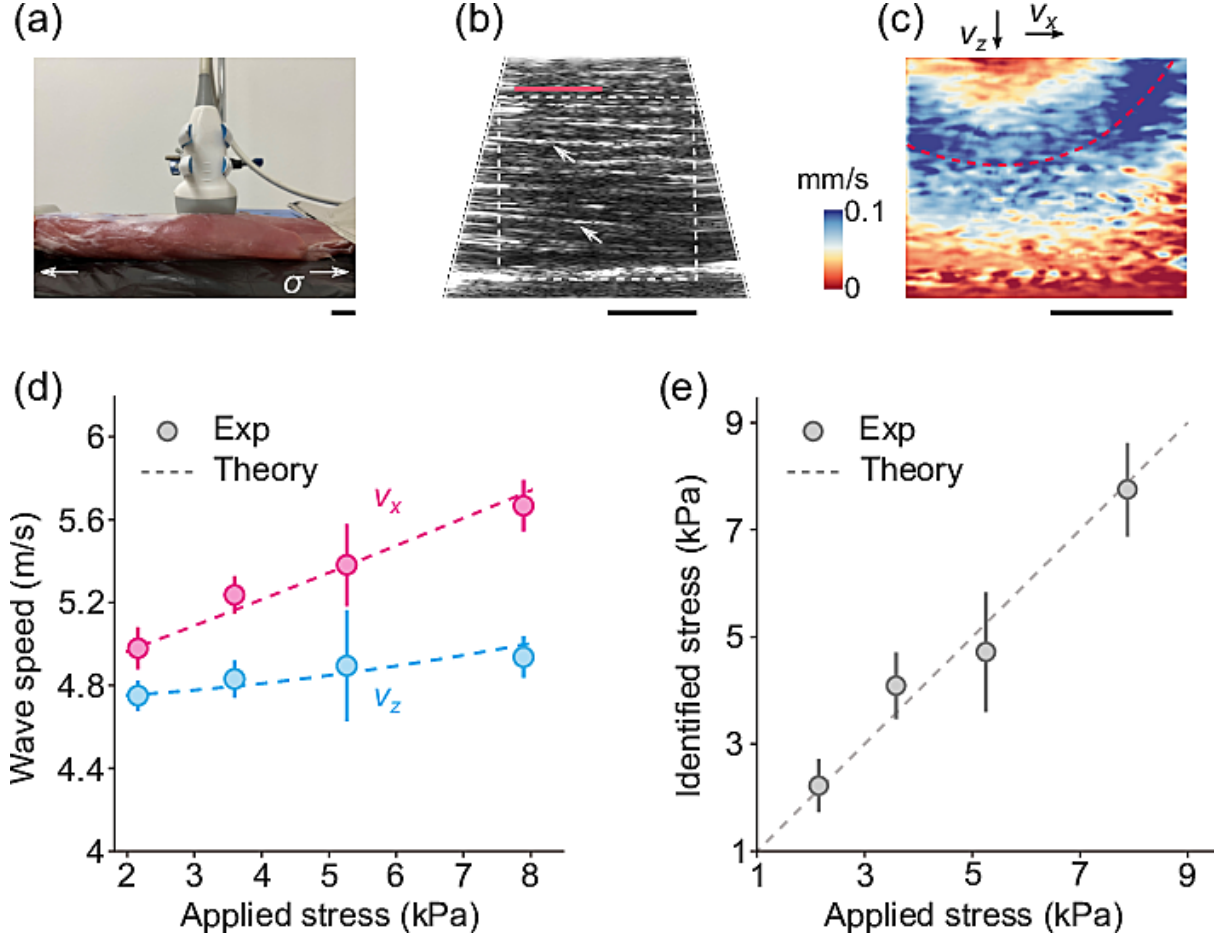 (a)
(b)
(c)
v_z
v_x
σ
mm/s
0.1
0
(d)
Wave speed (m/s)
6
5.6
5.2
4.8
4.4
4
Exp
Theory
v_x
v_z
2
3
4
5
6
7
8
Applied stress (kPa)
(e)
Identified stress (kPa)
9
7
5
3
1
Exp
Theory
1
3
5
7
9
Applied stress (kPa)